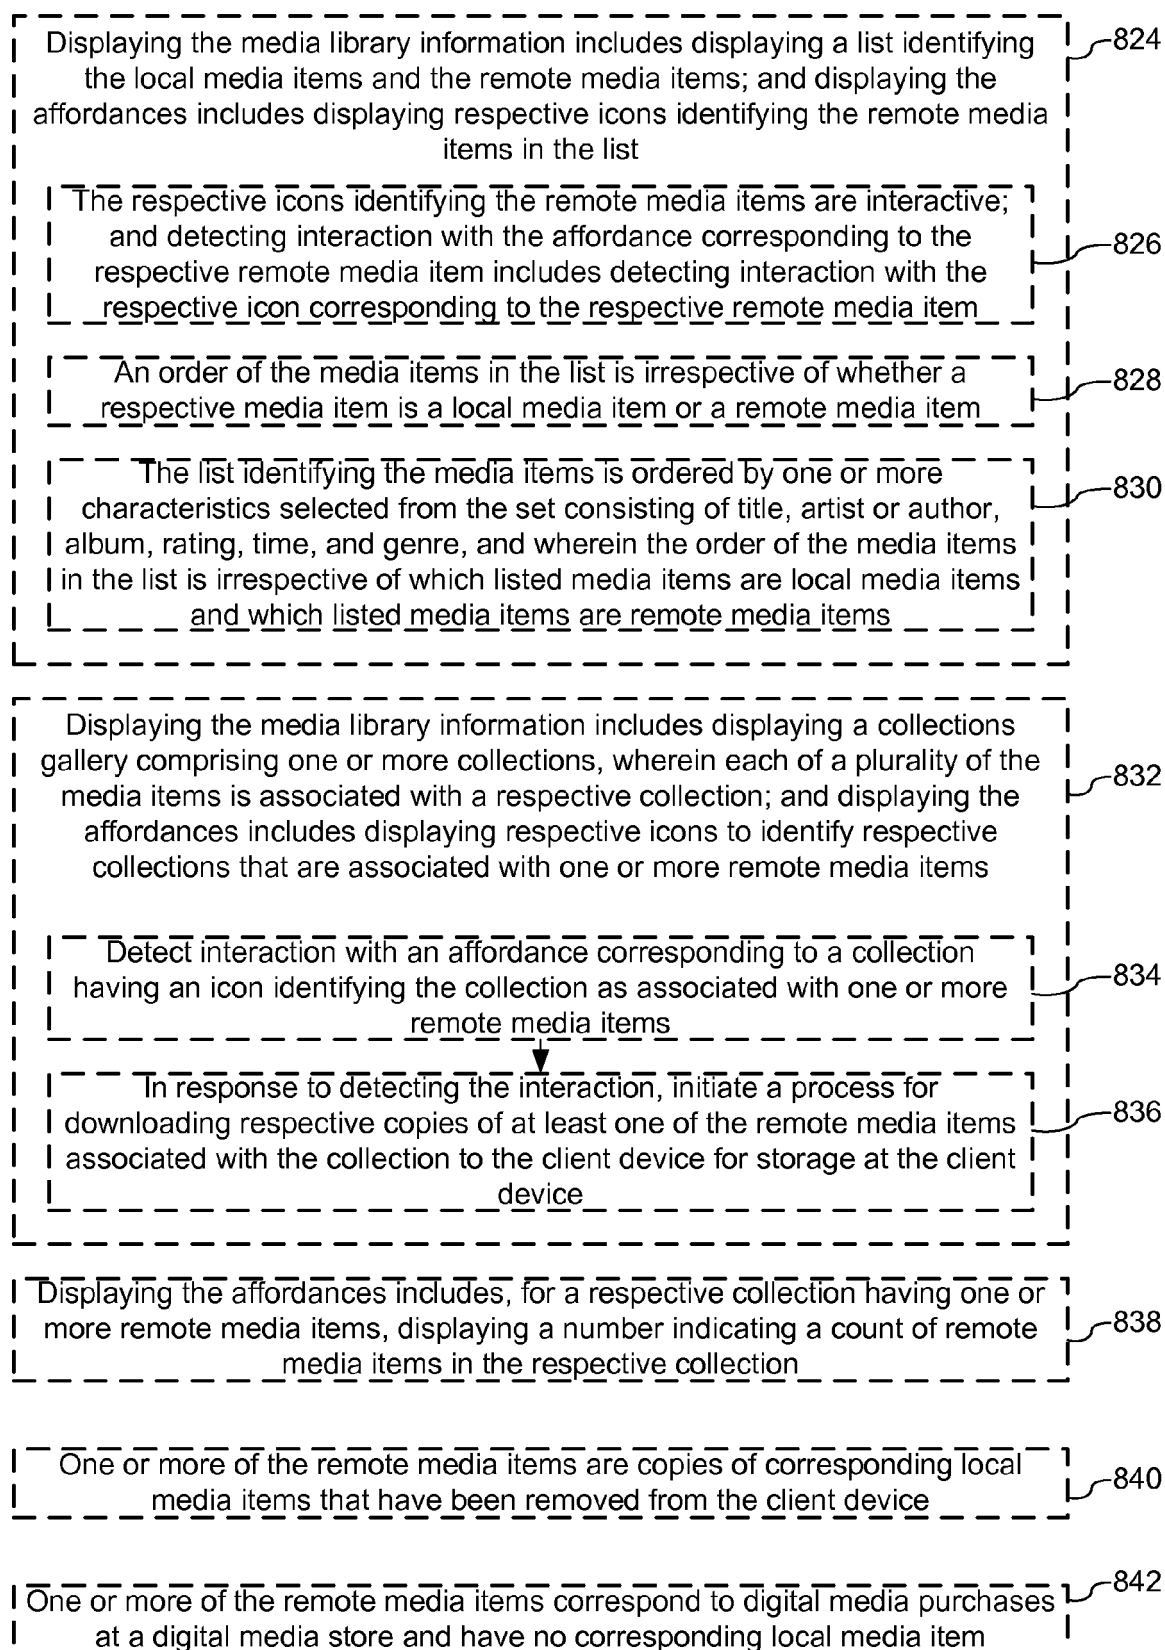 Displaying the media library information includes displaying a list identifying
the local media items and the remote media items; and displaying the
affordances includes displaying respective icons identifying the remote media
items in the list
824
The respective icons identifying the remote media items are interactive;
and detecting interaction with the affordance corresponding to the
respective remote media item includes detecting interaction with the
respective icon corresponding to the respective remote media item
826
An order of the media items in the list is irrespective of whether a
respective media item is a local media item or a remote media item
828
The list identifying the media items is ordered by one or more
characteristics selected from the set consisting of title, artist or author,
album, rating, time, and genre, and wherein the order of the media items
in the list is irrespective of which listed media items are local media items
and which listed media items are remote media items
830
Displaying the media library information includes displaying a collections
gallery comprising one or more collections, wherein each of a plurality of the
media items is associated with a respective collection; and displaying the
affordances includes displaying respective icons to identify respective
collections that are associated with one or more remote media items
832
Detect interaction with an affordance corresponding to a collection
having an icon identifying the collection as associated with one or more
remote media items
834
In response to detecting the interaction, initiate a process for
downloading respective copies of at least one of the remote media items
associated with the collection to the client device for storage at the client
device
836
Displaying the affordances includes, for a respective collection having one or
more remote media items, displaying a number indicating a count of remote
media items in the respective collection
838
One or more of the remote media items are copies of corresponding local
media items that have been removed from the client device
840
One or more of the remote media items correspond to digital media purchases
at a digital media store and have no corresponding local media item
842